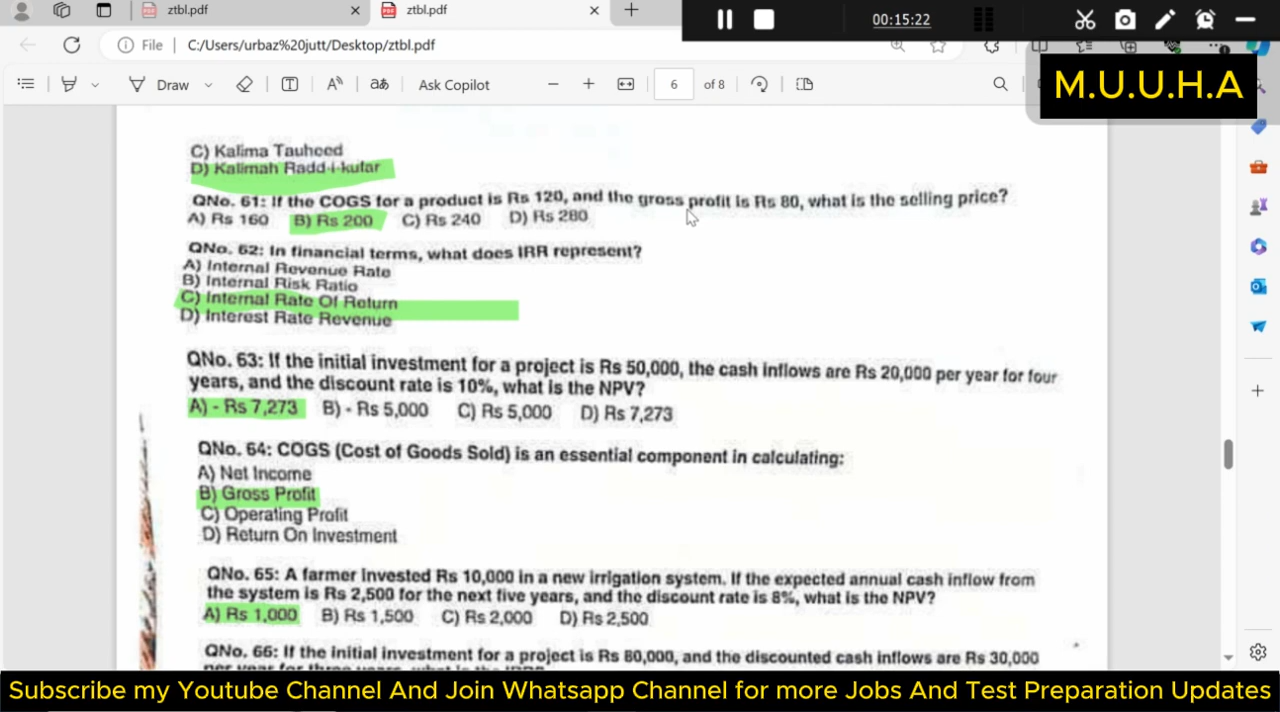 ztbl.pdf
ztbl.pdf
00:15:22
File
C:/Users/urbaz%20jutt/Desktop/ztbl.pdf
Draw
aあ
Ask Copilot
6 of 8
M.U.U.H.A
C) Kalima Tauheed
D) Kalimah Radd-i-kufar
QNo. 61: If the COGS for a product is Rs 120, and the gross profit is Rs 80, what is the selling price?
A) Rs 160 B) Rs 200 C) Rs 240 D) Rs 280
QNo. 62: In financial terms, what does IRR represent?
A) Internal Revenue Rate
B) Internal Risk Ratio
C) Internal Rate Of Return
D) Interest Rate Revenue
QNo. 63: If the initial investment for a project is Rs 50,000, the cash inflows are Rs 20,000 per year for four
years, and the discount rate is 10%, what is the NPV?
A) - Rs 7,273 B) - Rs 5,000 C) Rs 5,000 D) Rs 7,273
QNo. 64: COGS (Cost of Goods Sold) is an essential component in calculating:
A) Net Income
B) Gross Profit
C) Operating Profit
D) Return On Investment
QNo. 65: A farmer invested Rs 10,000 in a new irrigation system. If the expected annual cash inflow from
the system is Rs 2,500 for the next five years, and the discount rate is 8%, what is the NPV?
A) Rs 1,000 B) Rs 1,500 C) Rs 2,000 D) Rs 2,500
QNo. 66: If the initial investment for a project is Rs 80,000, and the discounted cash inflows are Rs 30,000
Subscribe my Youtube Channel And Join Whatsapp Channel for more Jobs And Test Preparation Updates